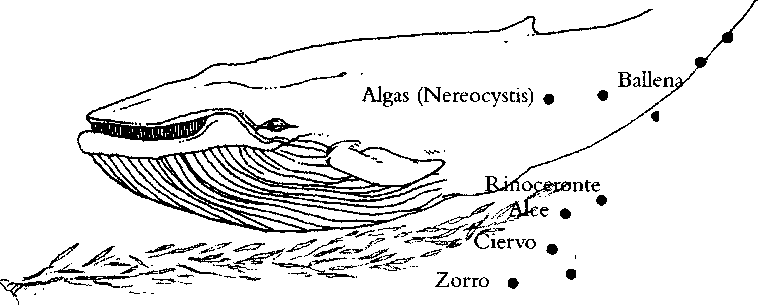 Ballena
Algas (Nereocystis)
Rinoceronte
Alce
Ciervo
Zorro